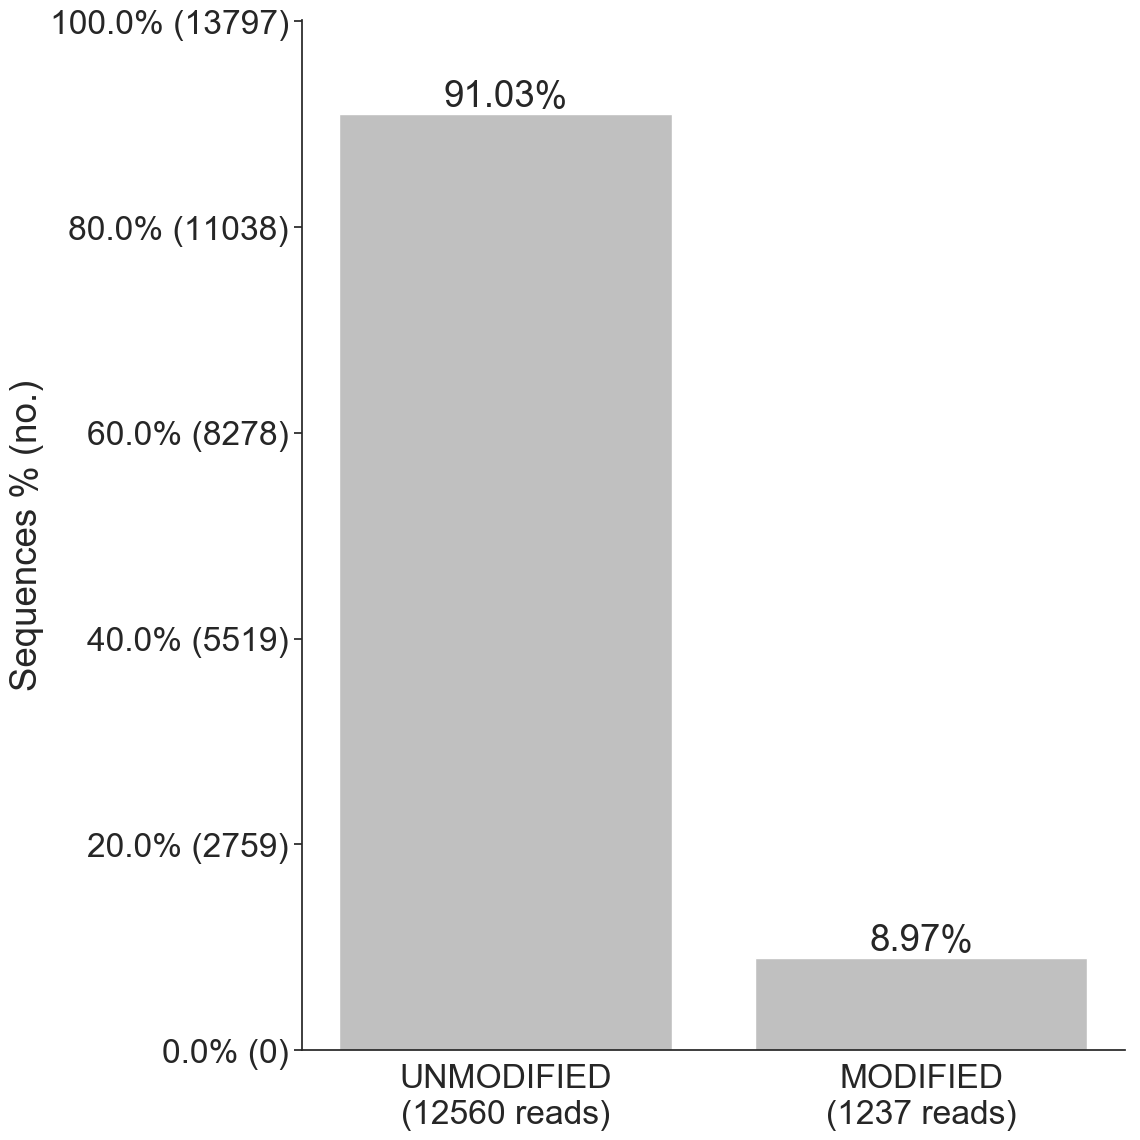 100.0% (13797)
91.03%
80.0% (11038)
60.0% (8278)
Sequences % (no.)
40.0% (5519)
20.0% (2759)
8.97%
0.0% (0)
UNMODIFIED
(12560 reads)
MODIFIED
(1237 reads)